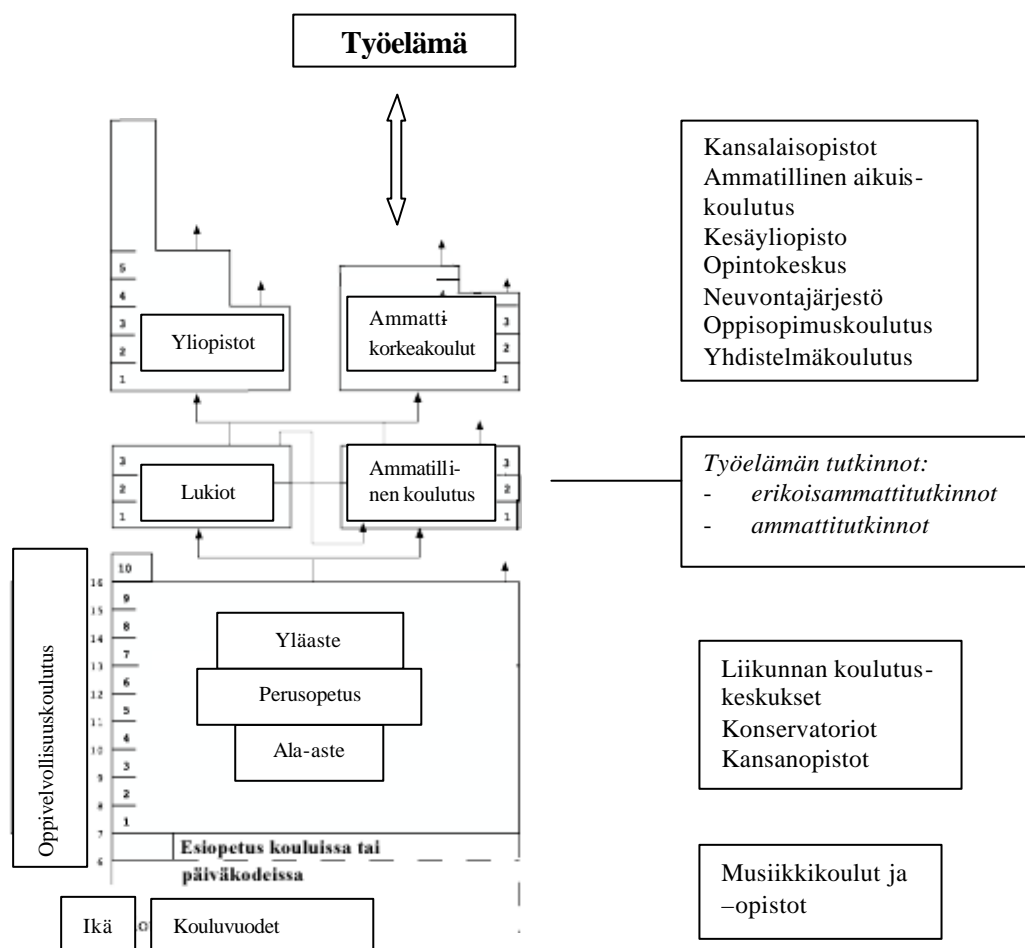 Työelämä
Kansalaisopistot
Ammatillinen aikuis-
koulutus
Kesäyliopisto
Opintokeskus
Neuvontajärjestö
Oppisopimuskoulutus
Yhdistelmäkoulutus
5
4
3
2
1
Yliopistot
Ammatti-
korkeakoulut
4
3
2
1
3
2
1
Lukiot
Ammatilli-
nen koulutus
3
2
1
Työelämän tutkinnot:
- erikoisammattitutkinnot
- ammattitutkinnot
Oppivelvollisuuskoulutus
10
16
9
15
8
14
7
13
6
12
5
11
4
10
3
9
2
8
1
7
6
Yläaste
Perusopetus
Ala-aste
Liikunnan koulutus-
keskukset
Konservatoriot
Kansanopistot
Esiopetus kouluissa tai
päiväkodeissa
Musiikkikoulut ja
–opistot
Ikä
Kouluvuodet